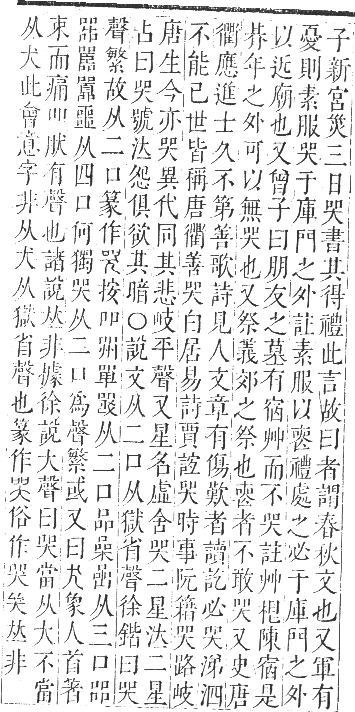 子新宮災三日哭書其得禮此言故曰者謂春秋文也又軍有
憂則素服哭于庫門之外註素服以喪禮處之必于庫門之外
以近廟也又曾子曰朋友之墓有宿艸而不哭註艸根陳宿是
朞年之外可以無哭也又祭義郊之祭也喪者不敢哭又史唐
衢應進士久不第善歌詩見人文章有傷歎者讀訖必哭涕泗
不能已世皆稱唐衢善哭白居易詩賈誼哭時事阮籍哭路岐
唐生今亦哭異代同其悲岐平聲又星名虛舍哭二星泣二星
占曰哭號泣怨俱欲其暗〇說文从二口从獄省聲徐鍇曰哭
聲繁故从二口篆作哭按吅喌單从二口品喿喦从三口㗊
囂噩从四口何獨哭从二口爲聲繁或又曰犬象人首著
束而痛吅肰有聲也諸說𠀤非據徐說大聲曰哭當从大不當
从犬此會意字非从犬从獄省聲也篆作哭俗作哭𠀤非